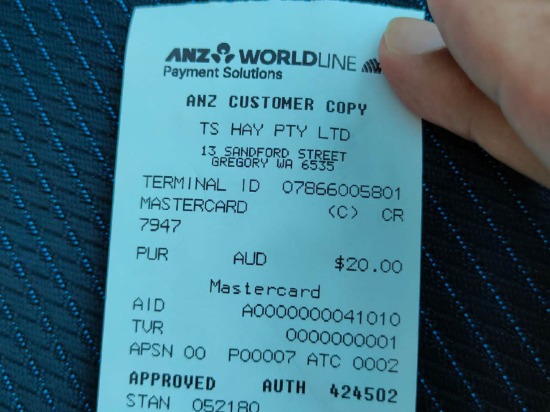 ANZ WORLDLINE
Payment Solutions
ANZ CUSTOMER COPY
TS HAY PTY LTD
13 SANDFORD STREET
GREGORY WA 6535
TERMINAL ID 07866005801
MASTERCARD (C) CR
7947
PUR AUD $20.00
Mastercard
AID A0000000041010
TVR 0000000001
APSN 00 P00007 ATC 0002
APPROVED AUTH 424502
STAN 052180